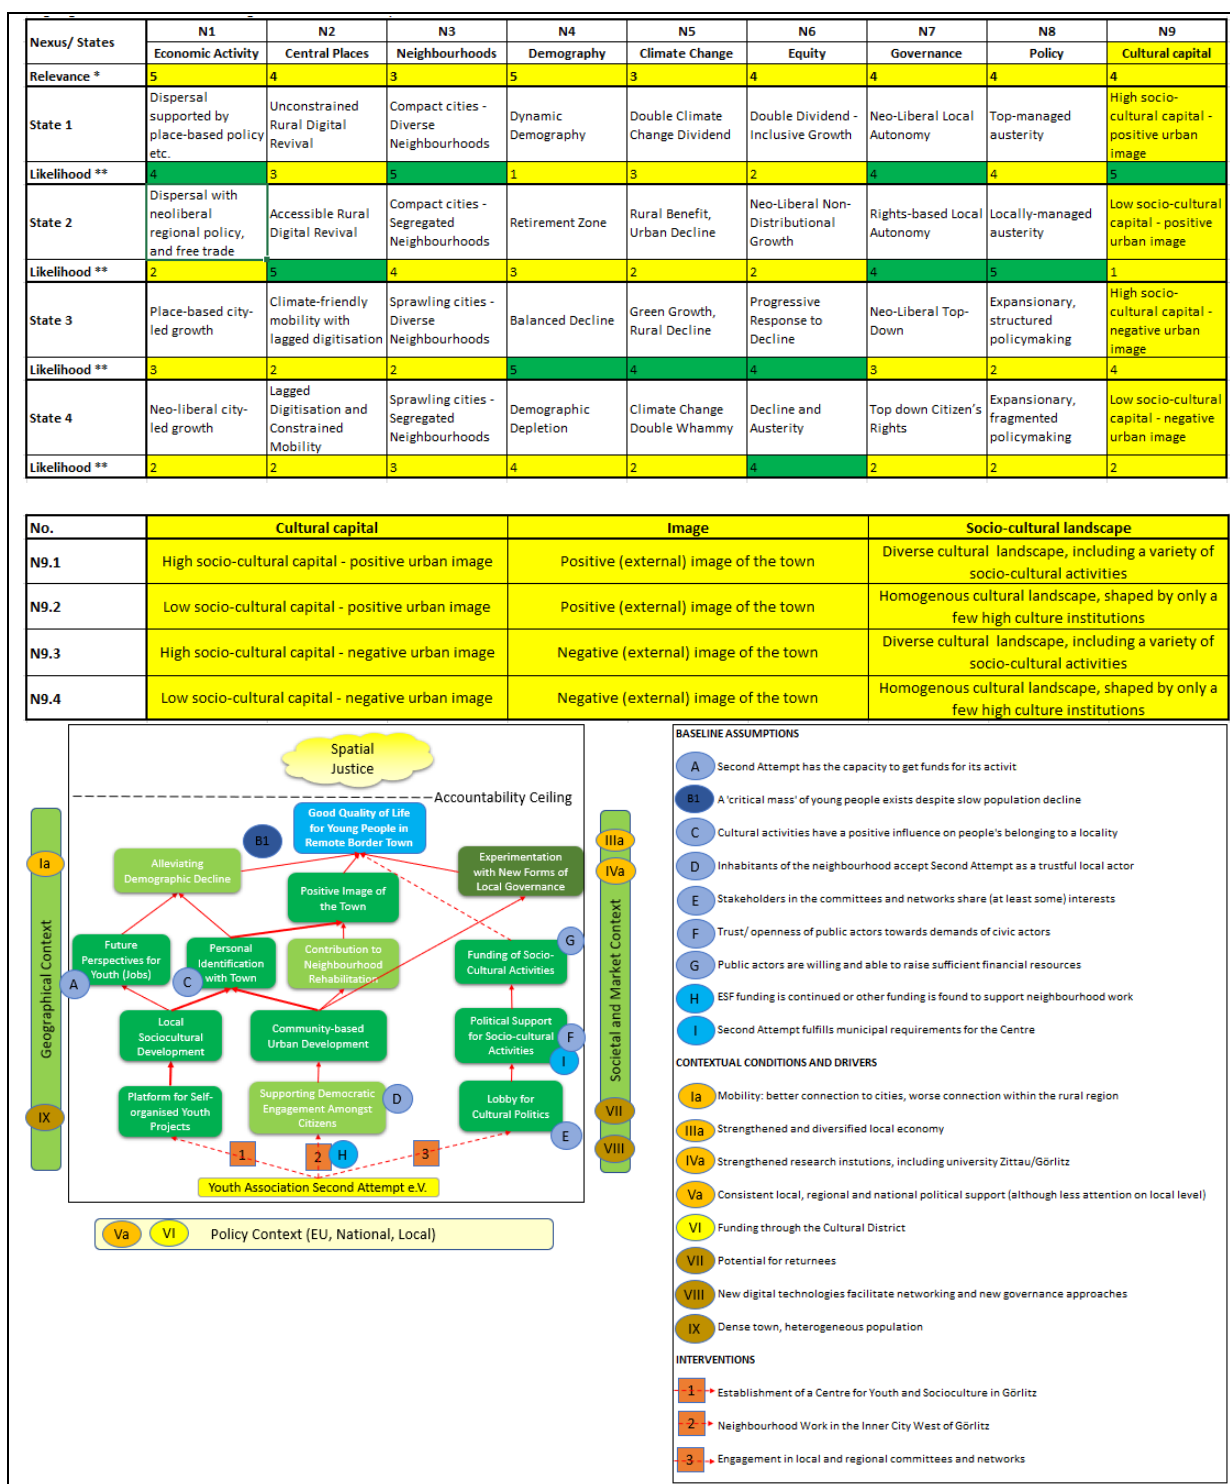 Nexus/ States
N1
N2
N3
N4
N5
N6
N7
N8
N9
Economic Activity
Central Places
Neighbourhoods
Demography
Climate Change
Equity
Governance
Policy
Cultural capital
Relevance *
5
4
3
5
3
4
4
4
4
State 1
Dispersal
supported by
place-based policy
etc.
Unconstrained
Rural Digital
Revival
Compact cities -
Diverse
Neighbourhoods
Dynamic
Demography
Double Climate
Change Dividend
Double Dividend -
Inclusive Growth
Neo-Liberal Local
Autonomy
Top-managed
austerity
High socio-
cultural capital -
positive urban
image
Likelihood **
4
3
5
1
3
2
4
4
5
State 2
Dispersal with
neoliberal
regional policy,
and free trade
Accessible Rural
Digital Revival
Compact cities -
Segregated
Neighbourhoods
Retirement Zone
Rural Benefit,
Urban Decline
Neo-Liberal Non-
Distributional
Growth
Rights-based Local
Autonomy
Locally-managed
austerity
Low socio-cultural
capital - positive
urban image
Likelihood **
2
5
4
3
2
2
4
5
1
State 3
Place-based city-
led growth
Climate-friendly
mobility with
lagged digitisation
Sprawling cities -
Diverse
Neighbourhoods
Balanced Decline
Green Growth,
Rural Decline
Progressive
Response to
Decline
Neo-Liberal Top-
Down
Expansionary,
structured
policymaking
High socio-
cultural capital -
negative urban
image
Likelihood **
3
2
2
5
4
4
3
2
4
State 4
Neo-liberal city-
led growth
Lagged
Digitisation and
Constrained
Mobility
Sprawling cities -
Segregated
Neighbourhoods
Demographic
Depletion
Climate Change
Double Whammy
Decline and
Austerity
Top down Citizen's
Rights
Expansionary,
fragmented
policymaking
Low socio-cultural
capital - negative
urban image
Likelihood **
2
2
3
4
2
4
2
2
2
No.
Cultural capital
Image
Socio-cultural landscape
N9.1
High socio-cultural capital - positive urban image
Positive (external) image of the town
Diverse cultural landscape, including a variety of
socio-cultural activities
N9.2
Low socio-cultural capital - positive urban image
Positive (external) image of the town
Homogenous cultural landscape, shaped by only a
few high culture institutions
N9.3
High socio-cultural capital - negative urban image
Negative (external) image of the town
Diverse cultural landscape, including a variety of
socio-cultural activities
N9.4
Low socio-cultural capital - negative urban image
Negative (external) image of the town
Homogenous cultural landscape, shaped by only a
few high culture institutions
Spatial
Justice
Accountability Ceiling
Good Quality of Life
for Young People in
Remote Border Town
B1
Ia
IIIa
IVa
Alleviating
Demographic Decline
Experimentation
with New Forms of
Local Governance
Positive Image of
the Town
Geographical Context
Societal and Market Context
Future
Perspectives for
Youth (Jobs)
A
Personal
Identification
with Town
C
Contribution to
Neighbourhood
Rehabilitation
Funding of Socio-
Cultural Activities
G
Local
Sociocultural
Development
Community-based
Urban Development
Political Support
for Socio-cultural
Activities
F
I
IX
Platform for Self-
organised Youth
Projects
Supporting Democratic
Engagement Amongst
Citizens
D
Lobby for
Cultural Politics
E
VII
VIII
1
2
H
3
Youth Association Second Attempt e.V.
Va
VI
Policy Context (EU, National, Local)
BASELINE ASSUMPTIONS
A
Second Attempt has the capacity to get funds for its activit
B1
A 'critical mass' of young people exists despite slow population decline
C
Cultural activities have a positive influence on people's belonging to a locality
D
Inhabitants of the neighbourhood accept Second Attempt as a trustful local actor
E
Stakeholders in the committees and networks share (at least some) interests
F
Trust/ openness of public actors towards demands of civic actors
G
Public actors are willing and able to raise sufficient financial resources
H
ESF funding is continued or other funding is found to support neighbourhood work
I
Second Attempt fulfills municipal requirements for the Centre
CONTEXTUAL CONDITIONS AND DRIVERS
Ia
Mobility: better connection to cities, worse connection within the rural region
IIIa
Strengthened and diversified local economy
IVa
Strengthened research instutions, including university Zittau/Görlitz
Va
Consistent local, regional and national political support (although less attention on local level)
VI
Funding through the Cultural District
VII
Potential for returnees
VIII
New digital technologies facilitate networking and new governance approaches
IX
Dense town, heterogeneous population
INTERVENTIONS
1
Establishment of a Centre for Youth and Socioculture in Görlitz
2
Neighbourhood Work in the Inner City West of Görlitz
3
Engagement in local and regional committees and networks